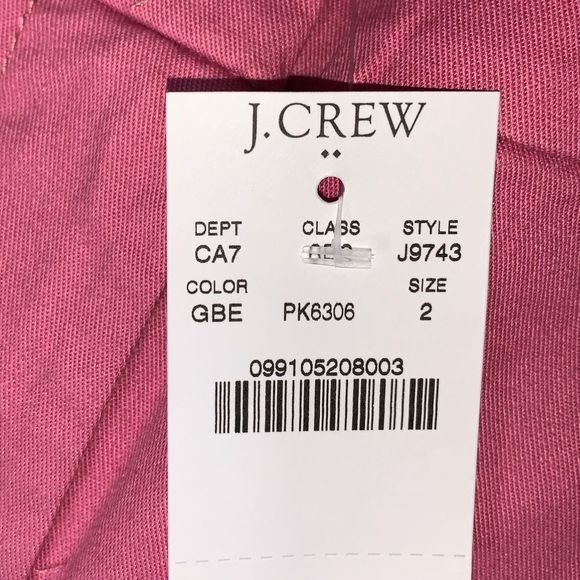 J.CREW
DEPT CLASS STYLE
CA7 J9743
COLOR SIZE
GBE PK6306 2
099105208003